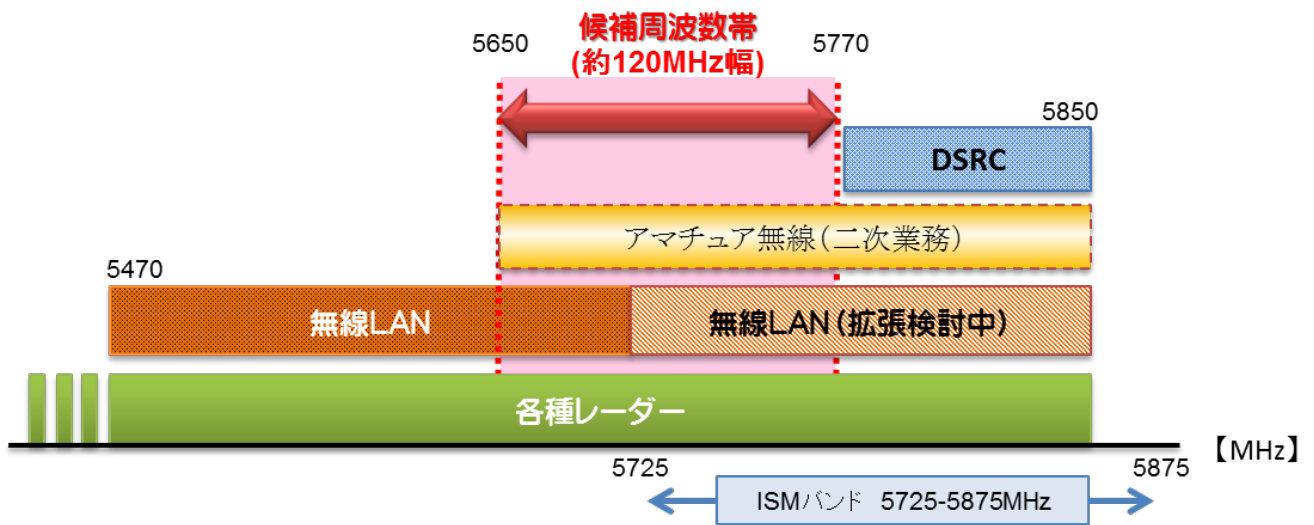 候補周波数帯
(約120MHz幅)
5650
5770
5850
DSRC
アマチュア無線(二次業務)
5470
無線LAN
無線LAN(拡張検討中)
各種レーダー
【MHz】
5725
5875
ISMバンド 5725-5875MHz